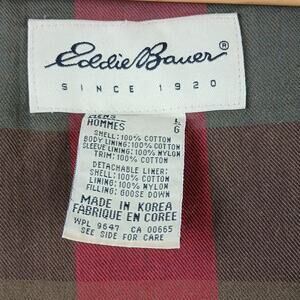 Eddie Bauer®
SINCE 1920
MENS L
HOMMES G
SHELL: 100% COTTON
BODY LINING: 100% COTTON
SLEEVE LINING: 100% NYLON
TRIM: 100% COTTON
DETACHABLE LINER:
SHELL: 100% COTTON
LINING: 100% NYLON
FILLING: GOOSE DOWN
MADE IN KOREA
FABRIQUE EN COREE
WPL 9647 CA 00665
SEE SIDE FOR CARE